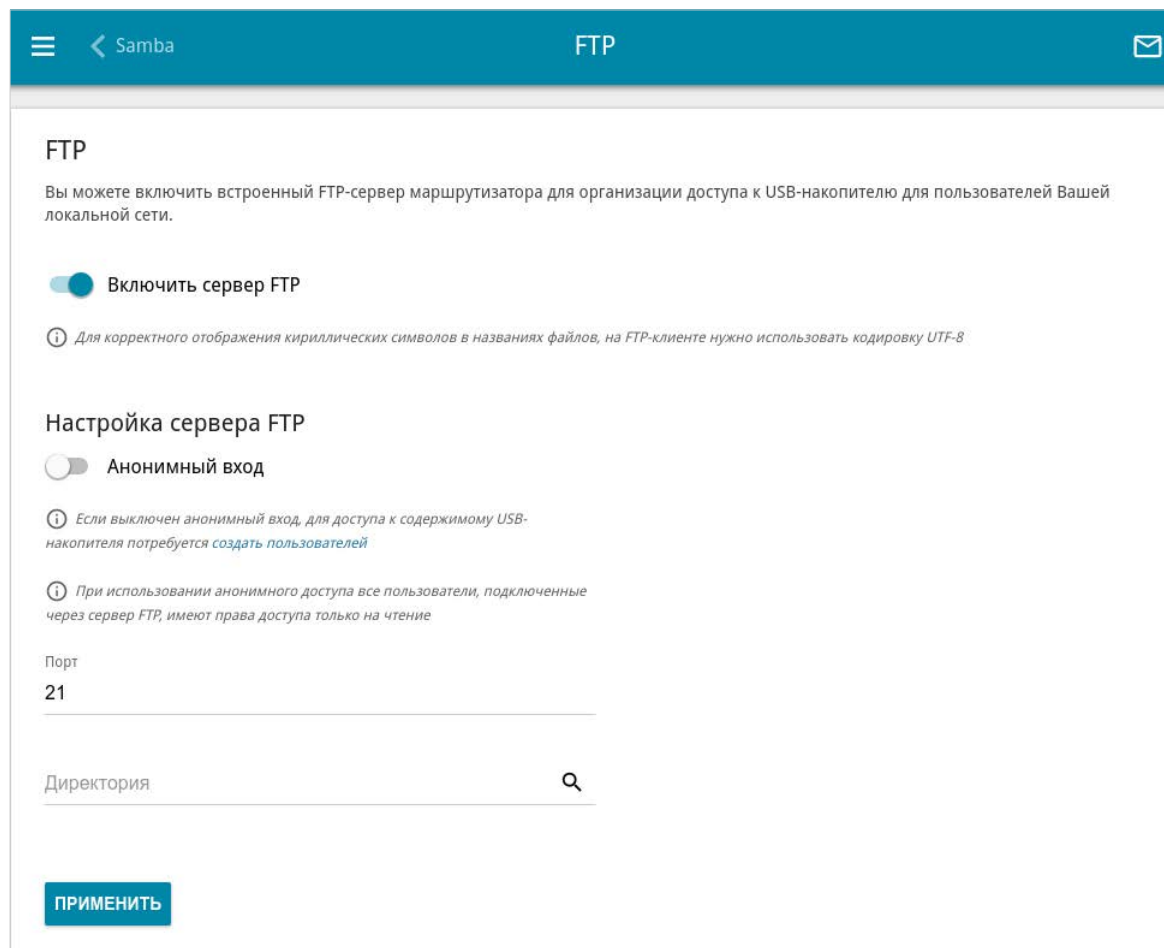 Samba
FTP
FTP
Вы можете включить встроенный FTP-сервер маршрутизатора для организации доступа к USB-накопителю для пользователей Вашей
локальной сети.
Включить сервер FTP
Для корректного отображения кириллических символов в названиях файлов, на FTP-клиенте нужно использовать кодировку UTF-8
Настройка сервера FTP
Анонимный вход
Если выключен анонимный вход, для доступа к содержимому USB-
накопителя потребуется создать пользователей
При использовании анонимного доступа все пользователи, подключенные
через сервер FTP, имеют права доступа только на чтение
Порт
21
Директория
ПРИМЕНИТЬ